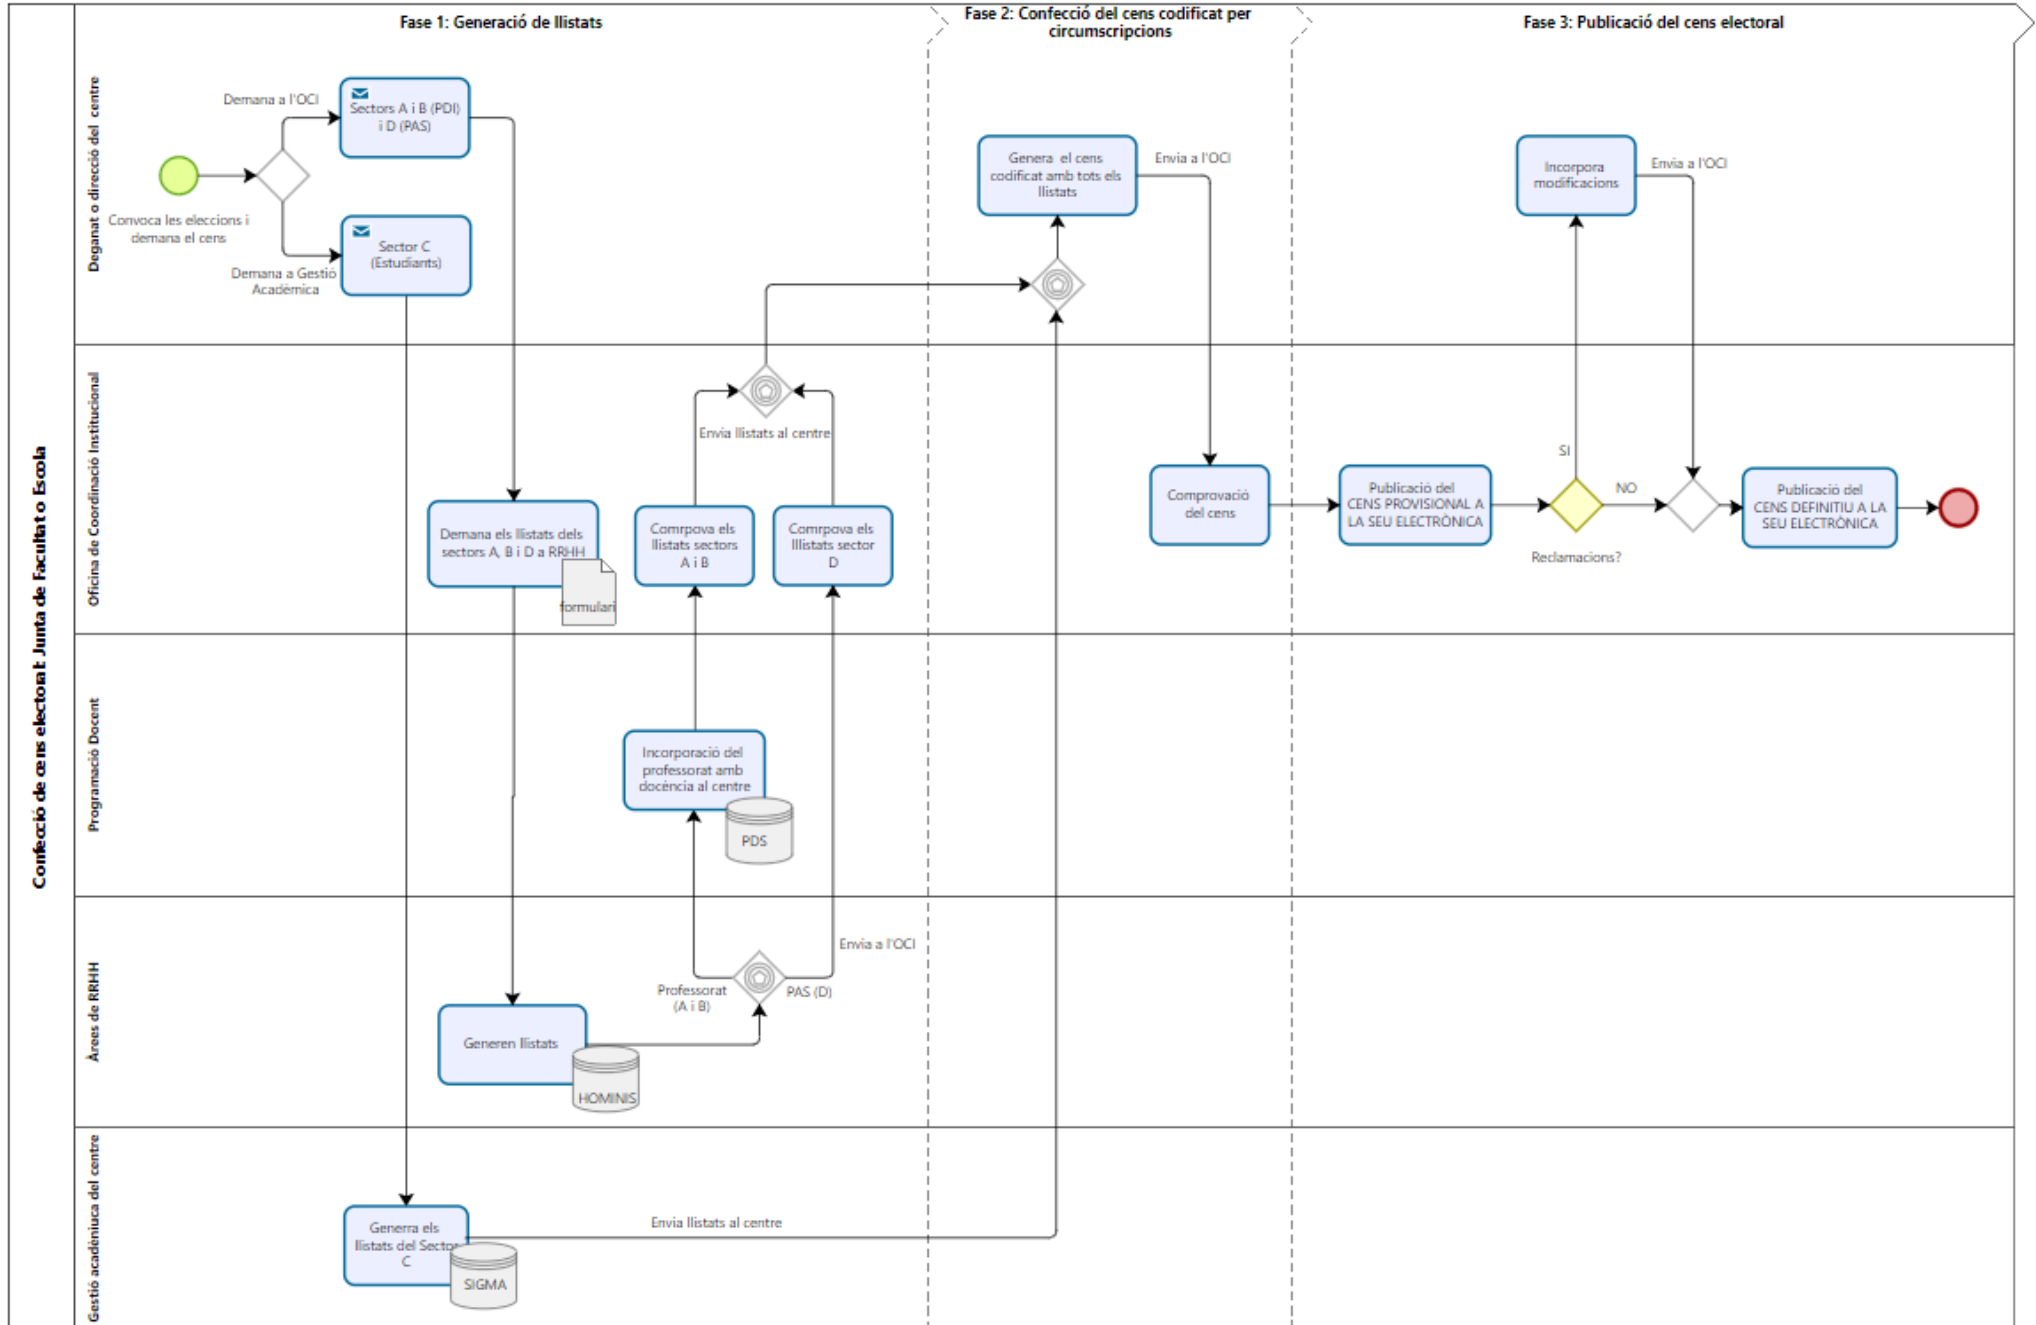 Confecció de cens electoral: Junta de Facultat o Escola
Fase 1: Generació de llistats
Fase 2: Confecció del cens codificat per
circumscripcions
Fase 3: Publicació del cens electoral
Deganat o direcció del centre
Convoca les eleccions i
demana el cens
Demana a l'OCI
Sectors A i B (PDI)
i D (PAS)
Demana a Gestió
Acadèmica
Sector C
(Estudiants)
Genera el cens
codificat amb tots els
llistats
Envia a l'OCI
Incorpora
modificacions
Envia a l'OCI
Oficina de Coordinació Institucional
Demana els llistats dels
sectors A, B i D a RRHH
formulari
Envia llistats al centre
Comrpova els
llistats sectors
A i B
Comrpova els
lllistats sector
D
Comprovació
del cens
Publicació del
CENS PROVISIONAL A
LA SEU ELECTRÒNICA
SI
NO
Reclamacions?
Publicació del
CENS DEFINITIU A LA
SEU ELECTRÒNICA
Programació Docent
Incorporació del
professorat amb
docència al centre
PDS
Àrees de RRHH
Generen llistats
HOMINIS
Professorat
(A i B)
PAS (D)
Envia a l'OCI
Gestió acadèniuca del centre
Generra els
llistats del Sector
C
SIGMA
Envia llistats al centre